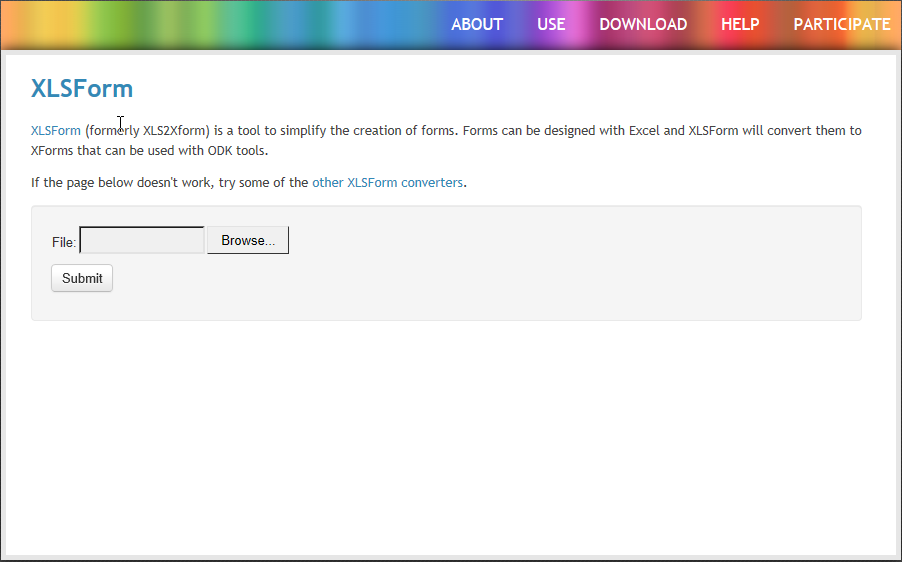 ABOUT USE DOWNLOAD HELP PARTICIPATE
XLSForm
XLSForm (formerly XLS2Xform) is a tool to simplify the creation of forms. Forms can be designed with Excel and XLSForm will convert them to
XForms that can be used with ODK tools.
If the page below doesn't work, try some of the other XLSForm converters.
File: Browse...
Submit